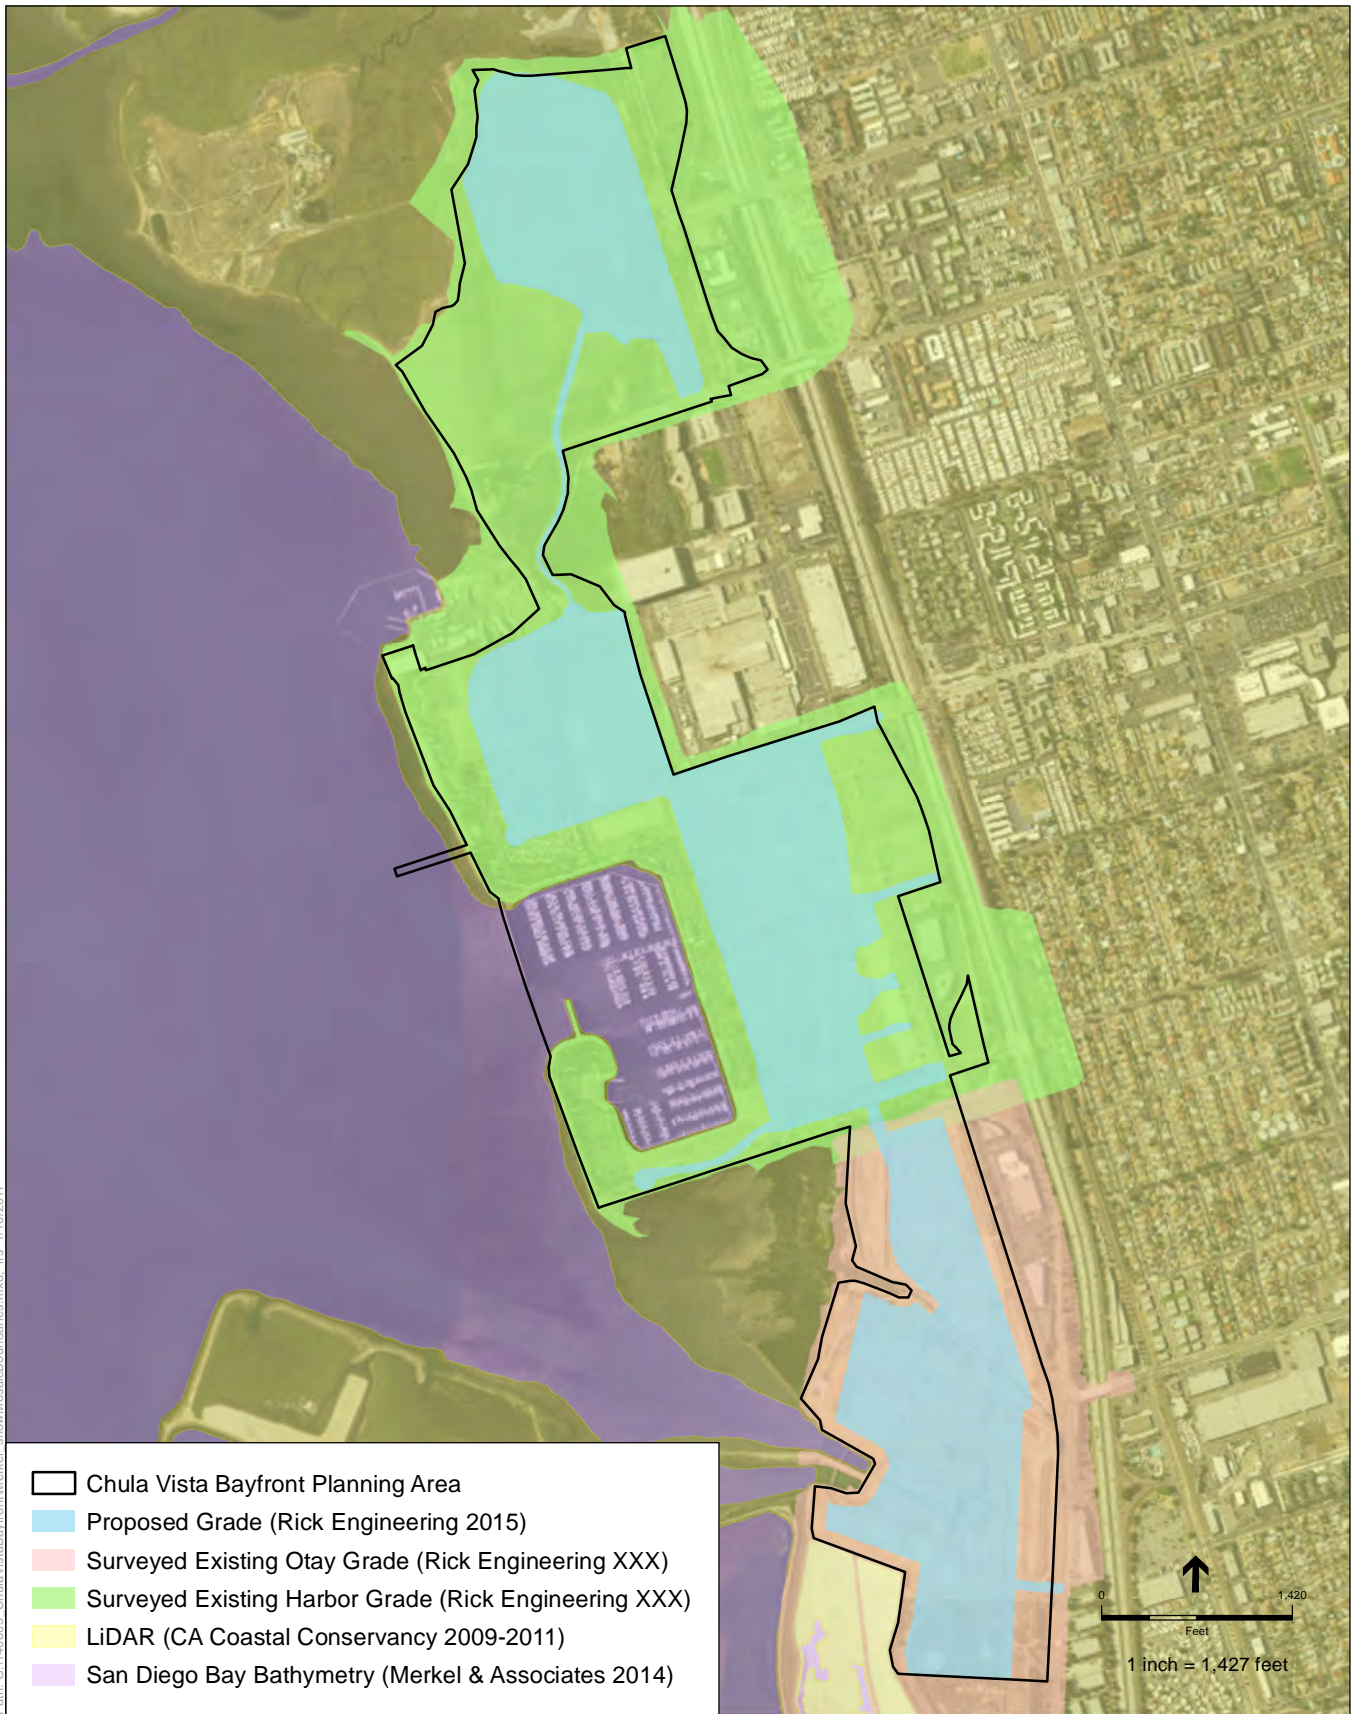 Chula Vista Bayfront Planning Area
Proposed Grade (Rick Engineering 2015)
Surveyed Existing Otay Grade (Rick Engineering XXX)
Surveyed Existing Harbor Grade (Rick Engineering XXX)
LiDAR (CA Coastal Conservancy 2009-2011)
San Diego Bay Bathymetry (Merkel & Associates 2014)
0 1,420
Feet
1 inch = 1,427 feet